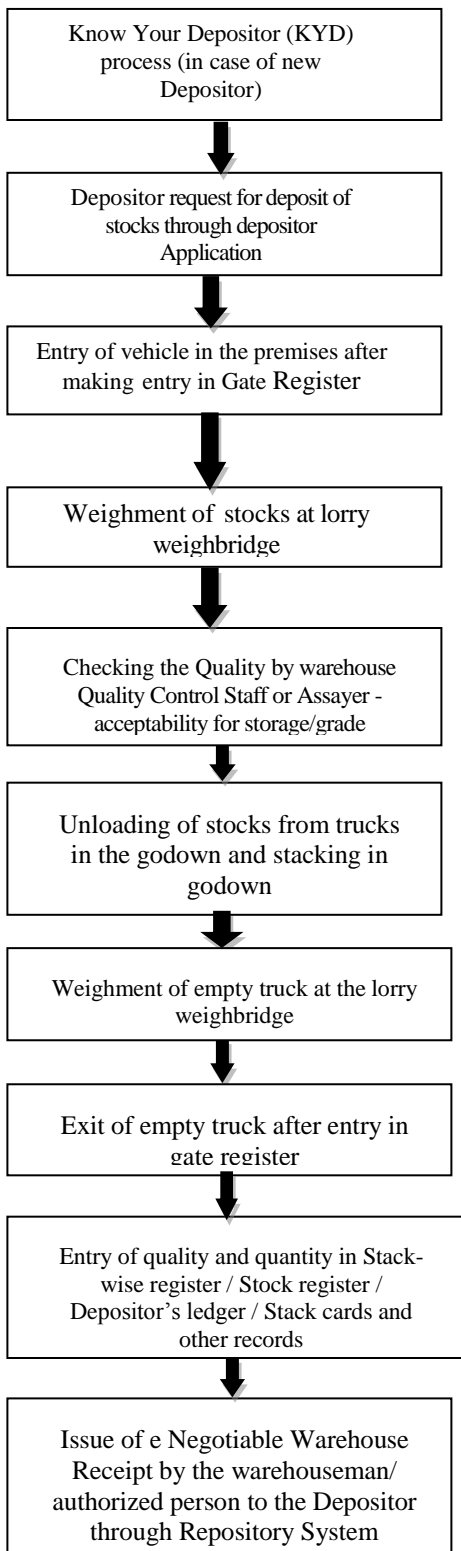 Know Your Depositor (KYD)
process (in case of new
Depositor)
Depositor request for deposit of
stocks through depositor
Application
Entry of vehicle in the premises after
making entry in Gate Register
Weighment of stocks at lorry
weighbridge
Checking the Quality by warehouse
Quality Control Staff or Assayer -
acceptability for storage/grade
Unloading of stocks from trucks
in the godown and stacking in
godown
Weighment of empty truck at the lorry
weighbridge
Exit of empty truck after entry in
gate register
Entry of quality and quantity in Stack-
wise register / Stock register /
Depositor’s ledger / Stack cards and
other records
Issue of e Negotiable Warehouse
Receipt by the warehouseman/
authorized person to the Depositor
through Repository System